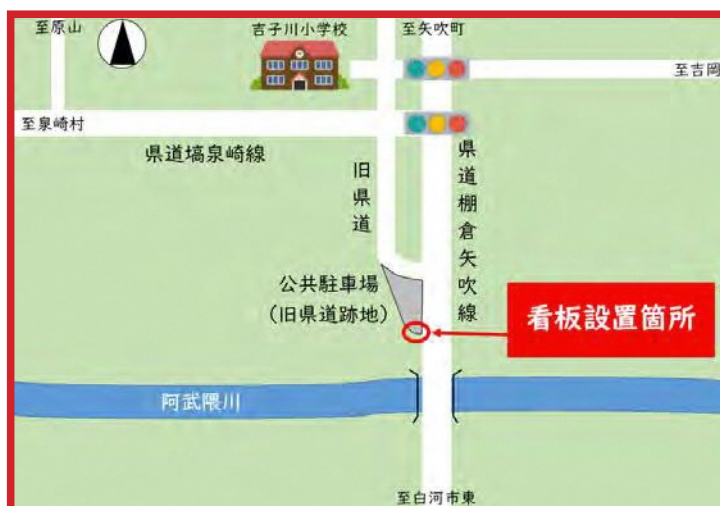 至原山
吉子川小学校
至矢吹町
至吉岡
至泉崎村
県道塙泉崎線
旧県道
県道棚倉矢吹線
公共駐車場
(旧県道跡地)
看板設置箇所
阿武隈川
至白河市東